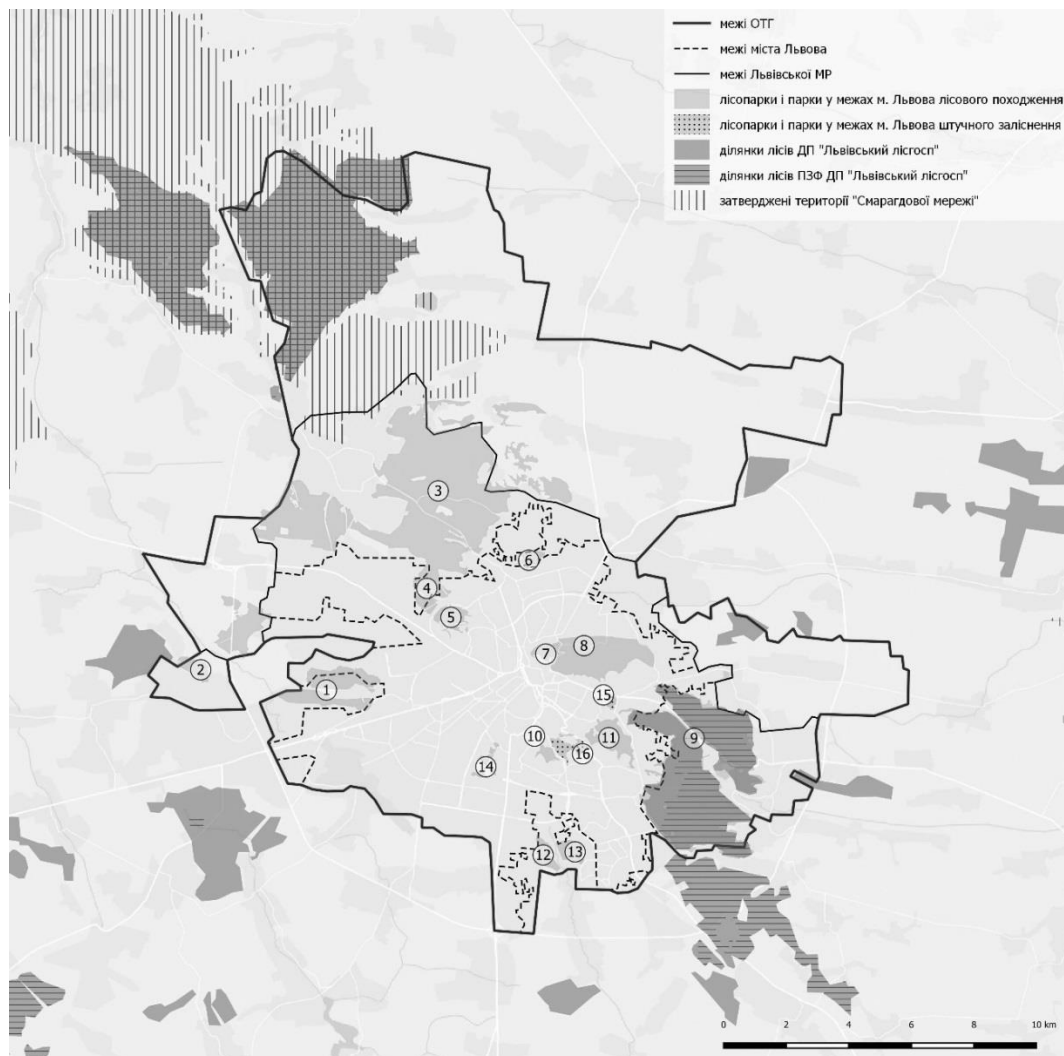 межі ОТГ
межі міста Львова
межі Львівської МР
лісопарки і парки у межах м. Львова лісового походження
лісопарки і парки у межах м. Львова штучного заліснення
ділянки лісів ДП "Львівський лісгосп"
ділянки лісів ПЗФ ДП "Львівський лісгосп"
затверджені території "Смарагдової мережі"
3
6
4
5
8
7
2
1
15
9
10
11
16
14
12
13
0 2 4 6 8 10 km